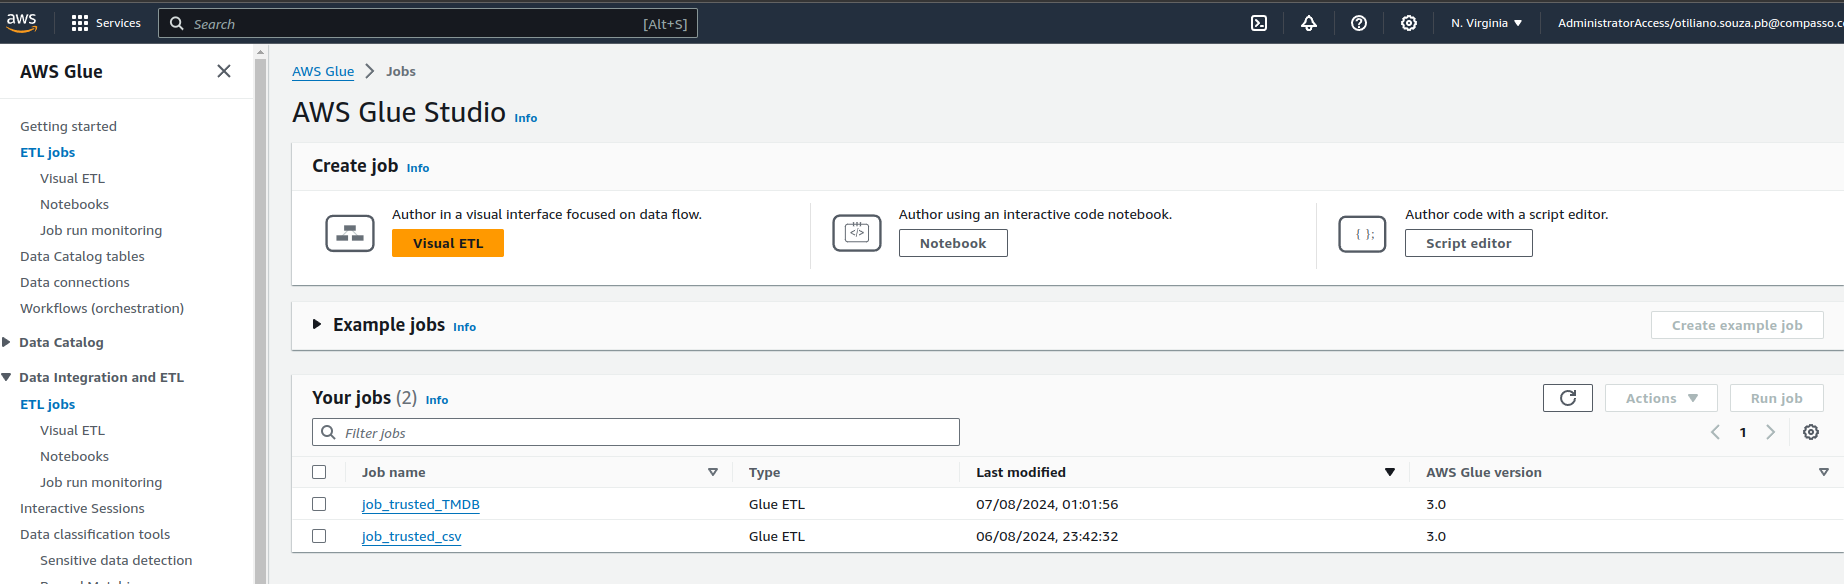 aws Services Search [Alt+S] N. Virginia AdministratorAccess/otiliano.souza.pb@compasso.c
AWS Glue
Getting started
ETL jobs
Visual ETL
Notebooks
Job run monitoring
Data Catalog tables
Data connections
Workflows (orchestration)
Data Catalog
Data Integration and ETL
ETL jobs
Visual ETL
Notebooks
Job run monitoring
Interactive Sessions
Data classification tools
Sensitive data detection
AWS Glue > Jobs
AWS Glue Studio Info
Create job Info
Author in a visual interface focused on data flow.
Visual ETL
Author using an interactive code notebook.
Notebook
Author code with a script editor.
Script editor
Example jobs Info
Create example job
Your jobs (2) Info
Actions
Run job
Filter jobs
1
Job name Type Last modified AWS Glue version
job_trusted_TMDB Glue ETL 07/08/2024, 01:01:56 3.0
job_trusted_csv Glue ETL 06/08/2024, 23:42:32 3.0